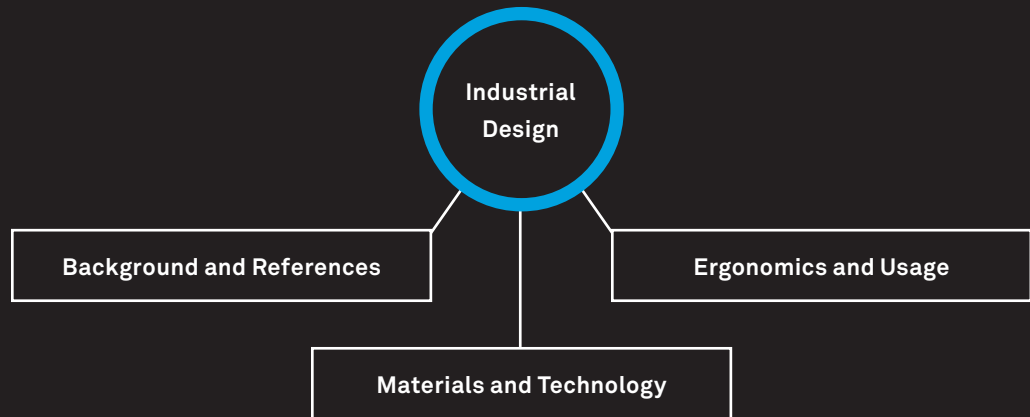 Industrial
Design
Background and References
Ergonomics and Usage
Materials and Technology